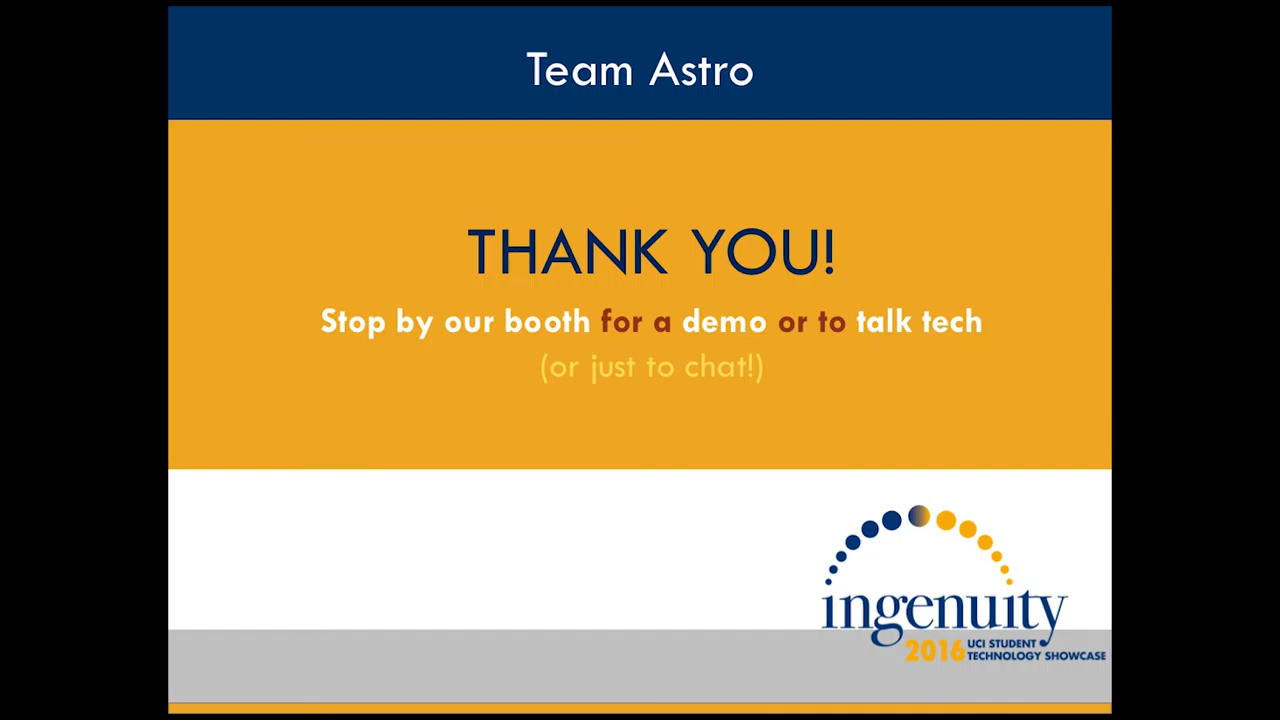 Team Astro
THANK YOU!
Stop by our booth for a demo or to talk tech
(or just to chat!)
ingenuity
2016 UCI STUDENT
TECHNOLOGY SHOWCASE